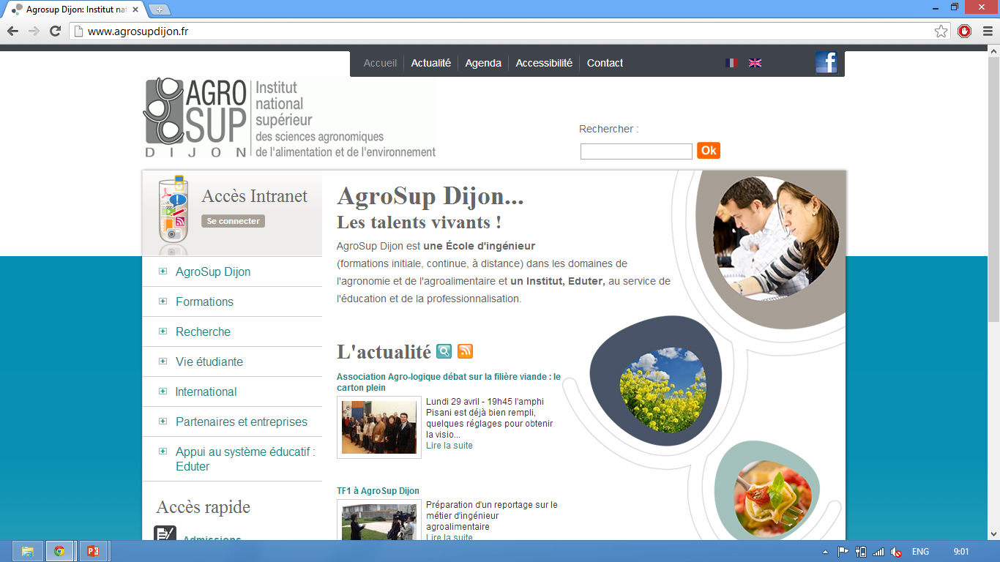 Agrosup Dijon: Institut na
www.agrosupdijon.fr
Accueil
Actualité
Agenda
Accessibilité
Contact
f
AGRO
SUP
DIJON
Institut
national
supérieur
des sciences agronomiques
de l'alimentation et de l'environnement
Rechercher :
Ok
Accès Intranet
Se connecter
AgroSup Dijon
Formations
Recherche
Vie étudiante
International
Partenaires et entreprises
Appui au système éducatif :
Eduter
Accès rapide
Admissions
AgroSup Dijon...
Les talents vivants !
AgroSup Dijon est une École d'ingénieur
(formations initiale, continue, à distance) dans les domaines de
l'agronomie et de l'agroalimentaire et un Institut, Eduter, au service de
l'éducation et de la professionnalisation.
L'actualité
Association Agro-logique débat sur la filière viande : le
carton plein
Lundi 29 avril - 19h45 l'amphi
Pisani est déjà bien rempli,
quelques réglages pour obtenir
la visio...
Lire la suite
TF1 à AgroSup Dijon
Préparation d'un reportage sur le
métier d'ingénieur
agroalimentaire
Lire la suite
ENG
9:01